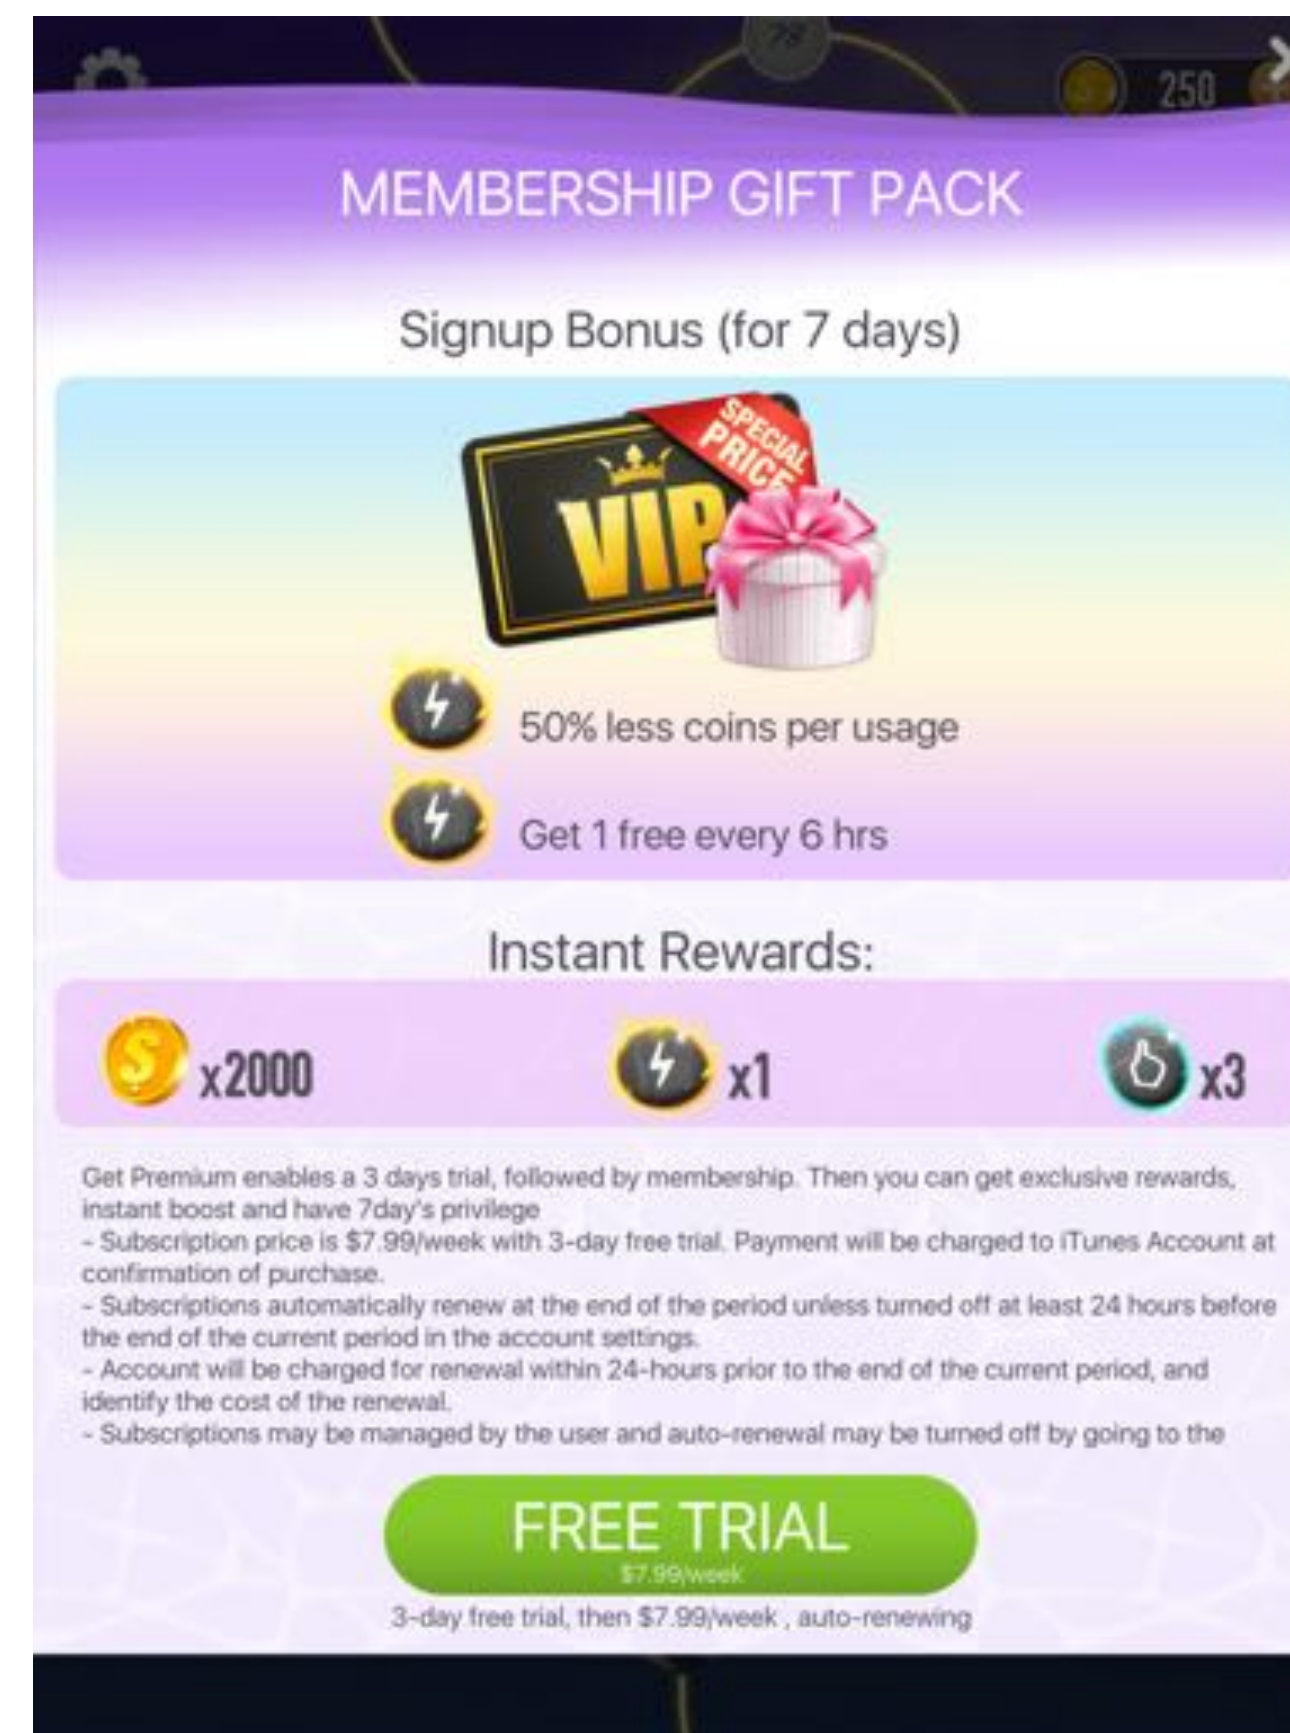 78
250
MEMBERSHIP GIFT PACK
Signup Bonus (for 7 days)
SPECIAL
PRICE
VIP
50% less coins per usage
Get 1 free every 6 hrs
Instant Rewards:
x2000 x1 x3
Get Premium enables a 3 days trial, followed by membership. Then you can get exclusive rewards,
instant boost and have 7day's privilege
- Subscription price is $7.99/week with 3-day free trial. Payment will be charged to iTunes Account at
confirmation of purchase.
- Subscriptions automatically renew at the end of the period unless turned off at least 24 hours before
the end of the current period in the account settings.
- Account will be charged for renewal within 24-hours prior to the end of the current period, and
identify the cost of the renewal.
- Subscriptions may be managed by the user and auto-renewal may be turned off by going to the
FREE TRIAL
$7.99/week
3-day free trial, then $7.99/week , auto-renewing